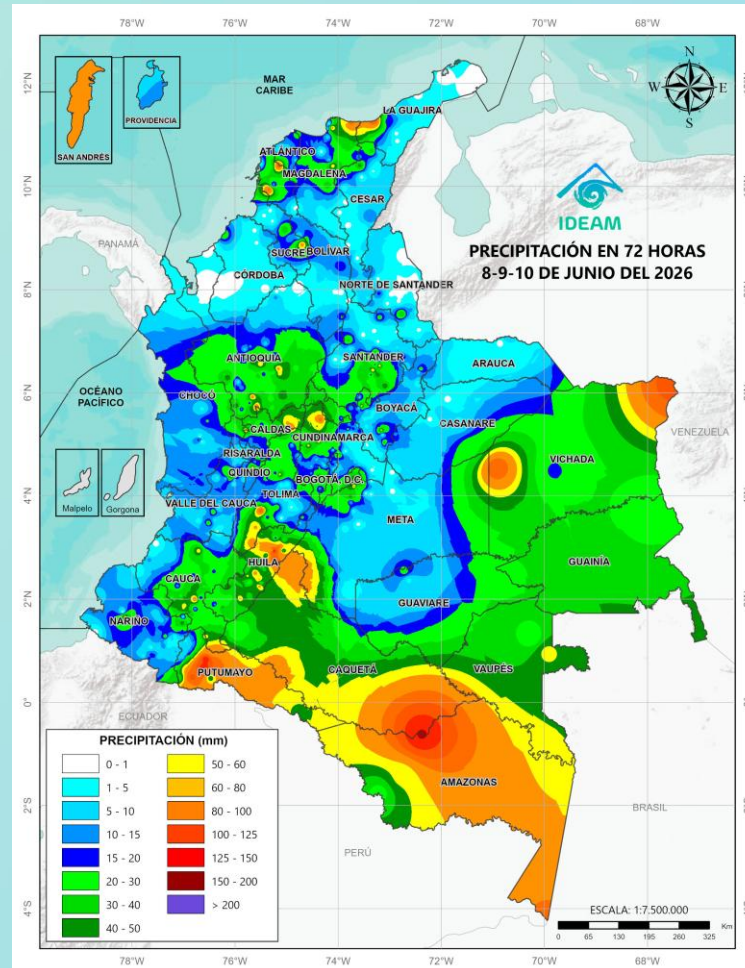 78°W 76°W 74°W 72°W 70°W 68°W
N
W E
S
12°N
10°N
8°N
6°N
4°N
2°N
0°
2°S
4°S
SAN ANDRÉS
PROVIDENCIA
MAR
CARIBE
LA GUAJIRA
ATLÁNTICO
MAGDALENA
CESAR
IDEAM
PRECIPITACIÓN EN 72 HORAS
8-9-10 DE JUNIO DEL 2026
PANAMÁ
SUCRE
BOLÍVAR
CÓRDOBA
NORTE DE SANTANDER
ANTIOQUIA
SANTANDER
ARAUCA
OCÉANO
PACÍFICO
CHOCÓ
BOYACÁ
CASANARE
CALDAS
CUNDINAMARCA
VENEZUELA
RISARALDA
VICHADA
QUINDÍO
BOGOTÁ, D.C.
Malpelo
Gorgona
TOLIMA
VALLE DEL CAUCA
META
GUAINÍA
HUILA
CAUCA
GUAVIARE
NARIÑO
PUTUMAYO
CAQUETÁ
VAUPÉS
ECUADOR
AMAZONAS
BRASIL
PERÚ
PRECIPITACIÓN (mm)
0 - 1
1 - 5
5 - 10
10 - 15
15 - 20
20 - 30
30 - 40
40 - 50
50 - 60
60 - 80
80 - 100
100 - 125
125 - 150
150 - 200
> 200
ESCALA: 1:7.500.000
0 65 130 195 260 325 Km
78°W 76°W 74°W 72°W 70°W 68°W